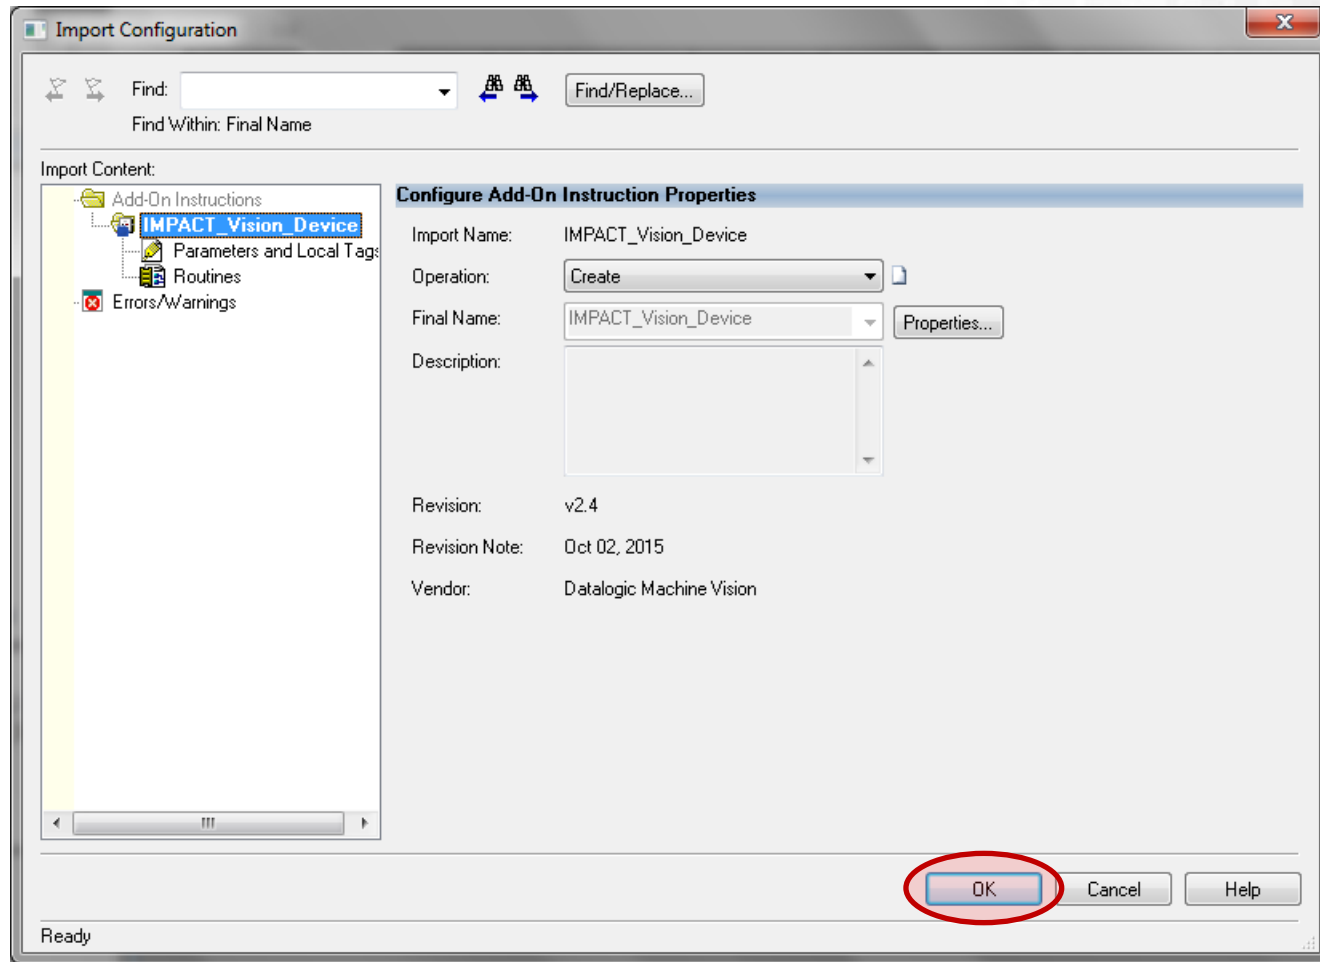 Import Configuration
X
Find:
Find/Replace...
Find Within: Final Name
Import Content:
Add-On Instructions
IMPACT_Vision_Device
Parameters and Local Tags
Routines
Errors/Warnings
Configure Add-On Instruction Properties
Import Name: IMPACT_Vision_Device
Operation: Create
Final Name: IMPACT_Vision_Device Properties...
Description:
Revision: v2.4
Revision Note: Oct 02, 2015
Vendor: Datalogic Machine Vision
OK Cancel Help
Ready